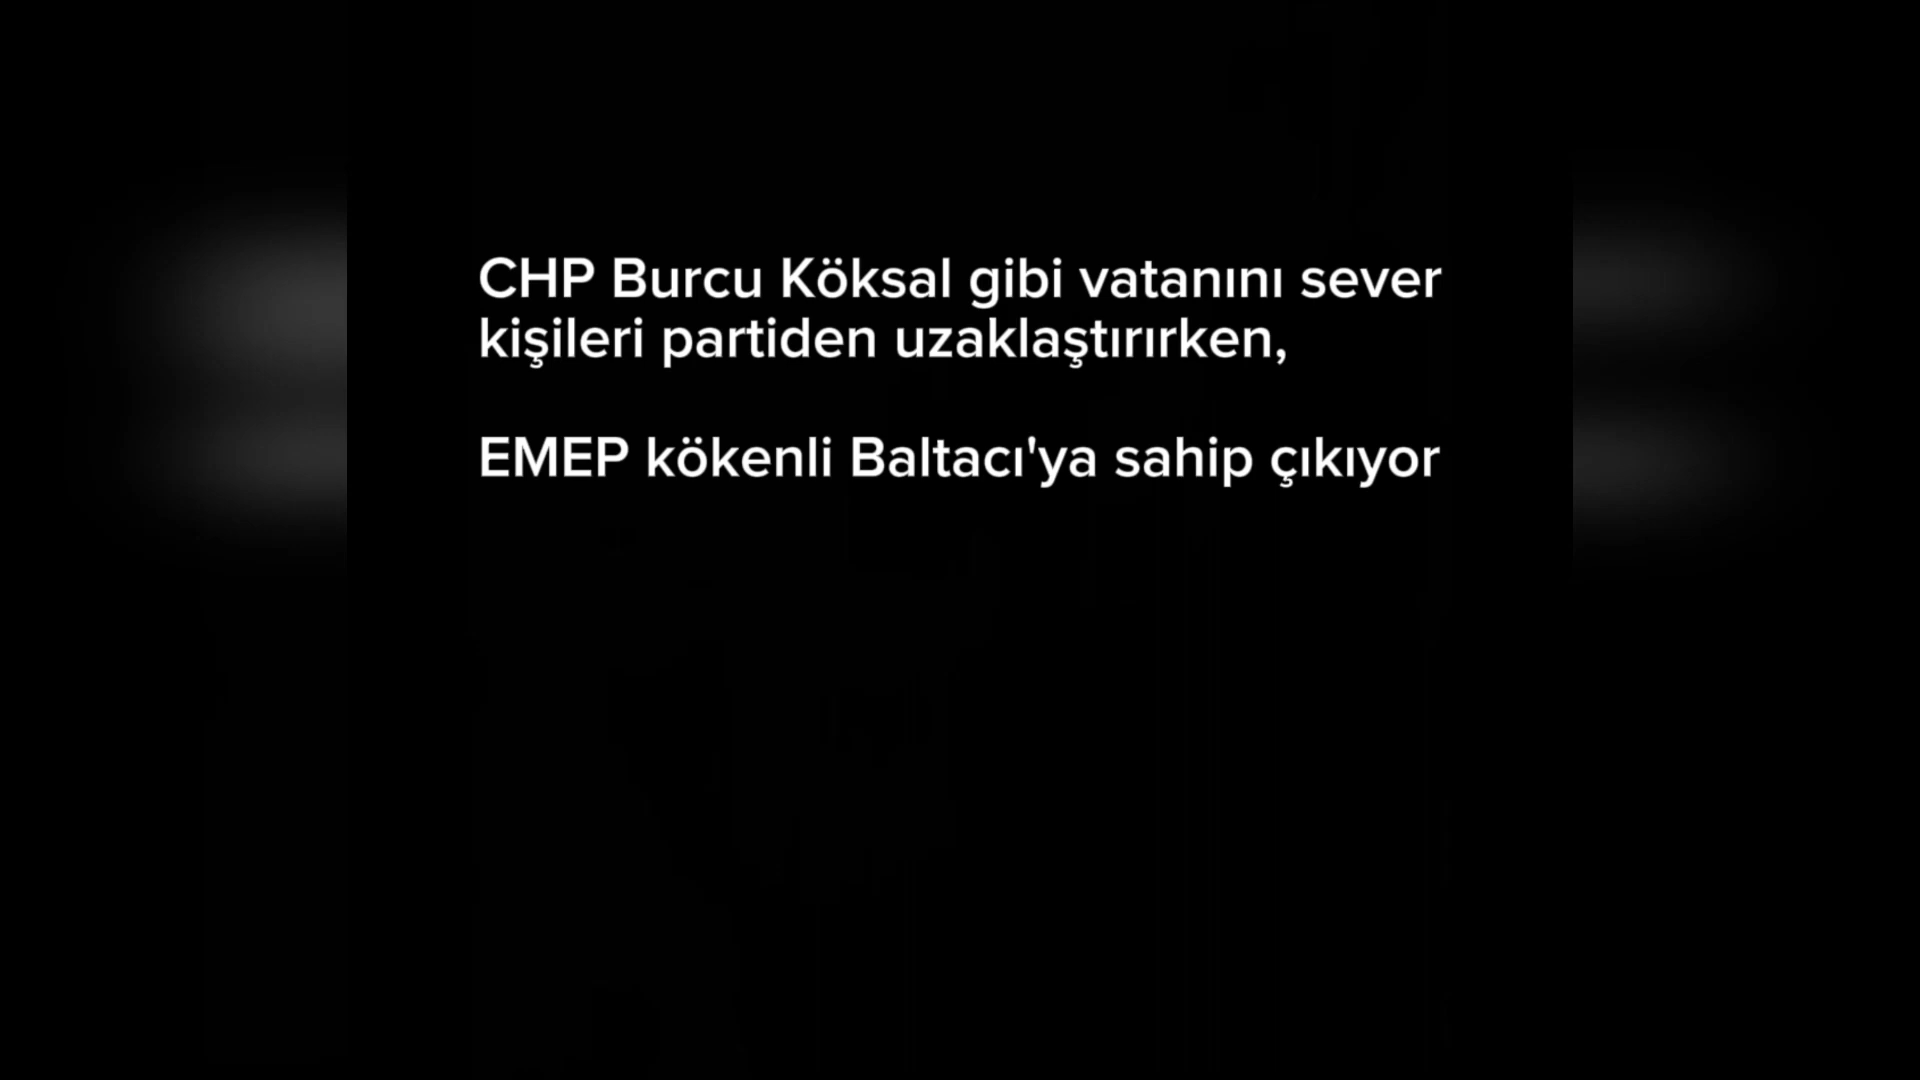 CHP Burcu Köksal gibi vatanını sever
kişileri partiden uzaklaştırırken,
EMEP kökenli Baltacı'ya sahip çıkıyor